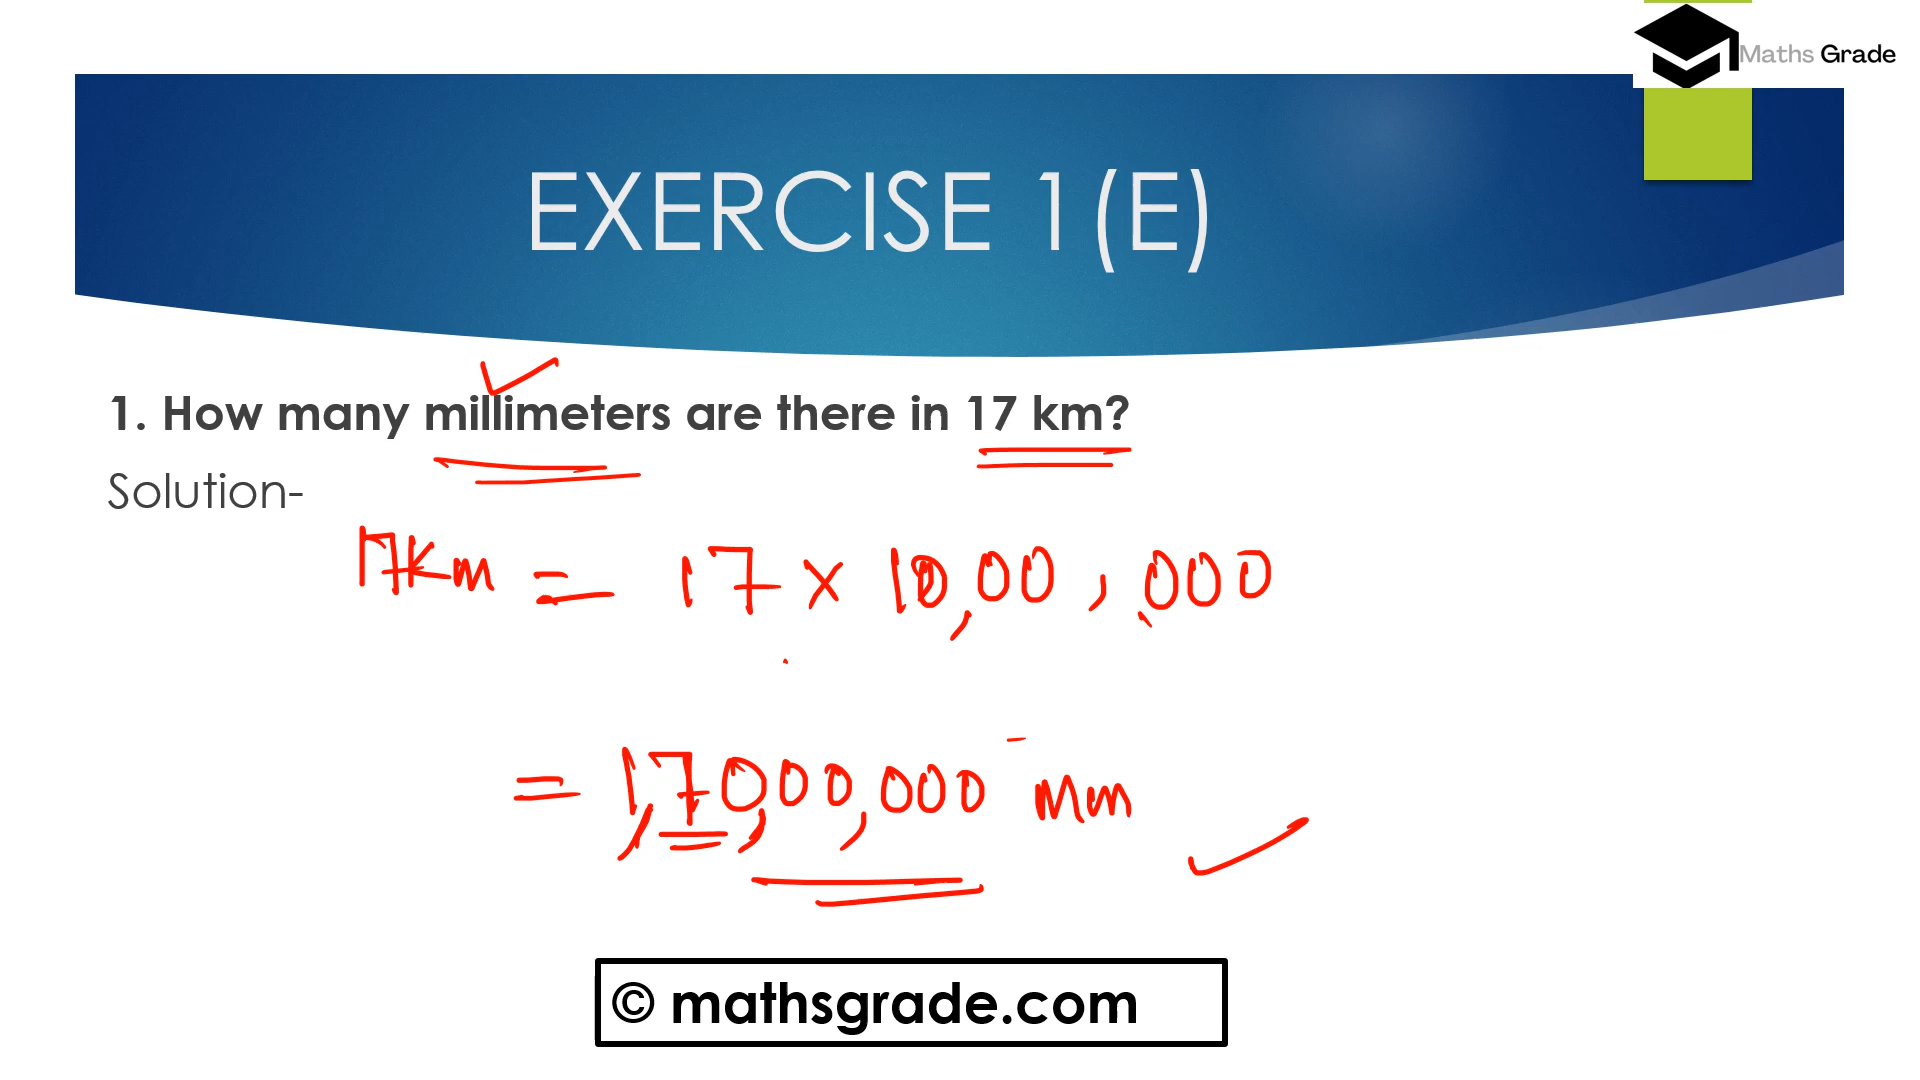 Maths Grade
EXERCISE 1(E)
1. How many millimeters are there in 17 km?
Solution-
17km = 17 × 10,00,000
= 1,70,00,000 mm
© mathsgrade.com